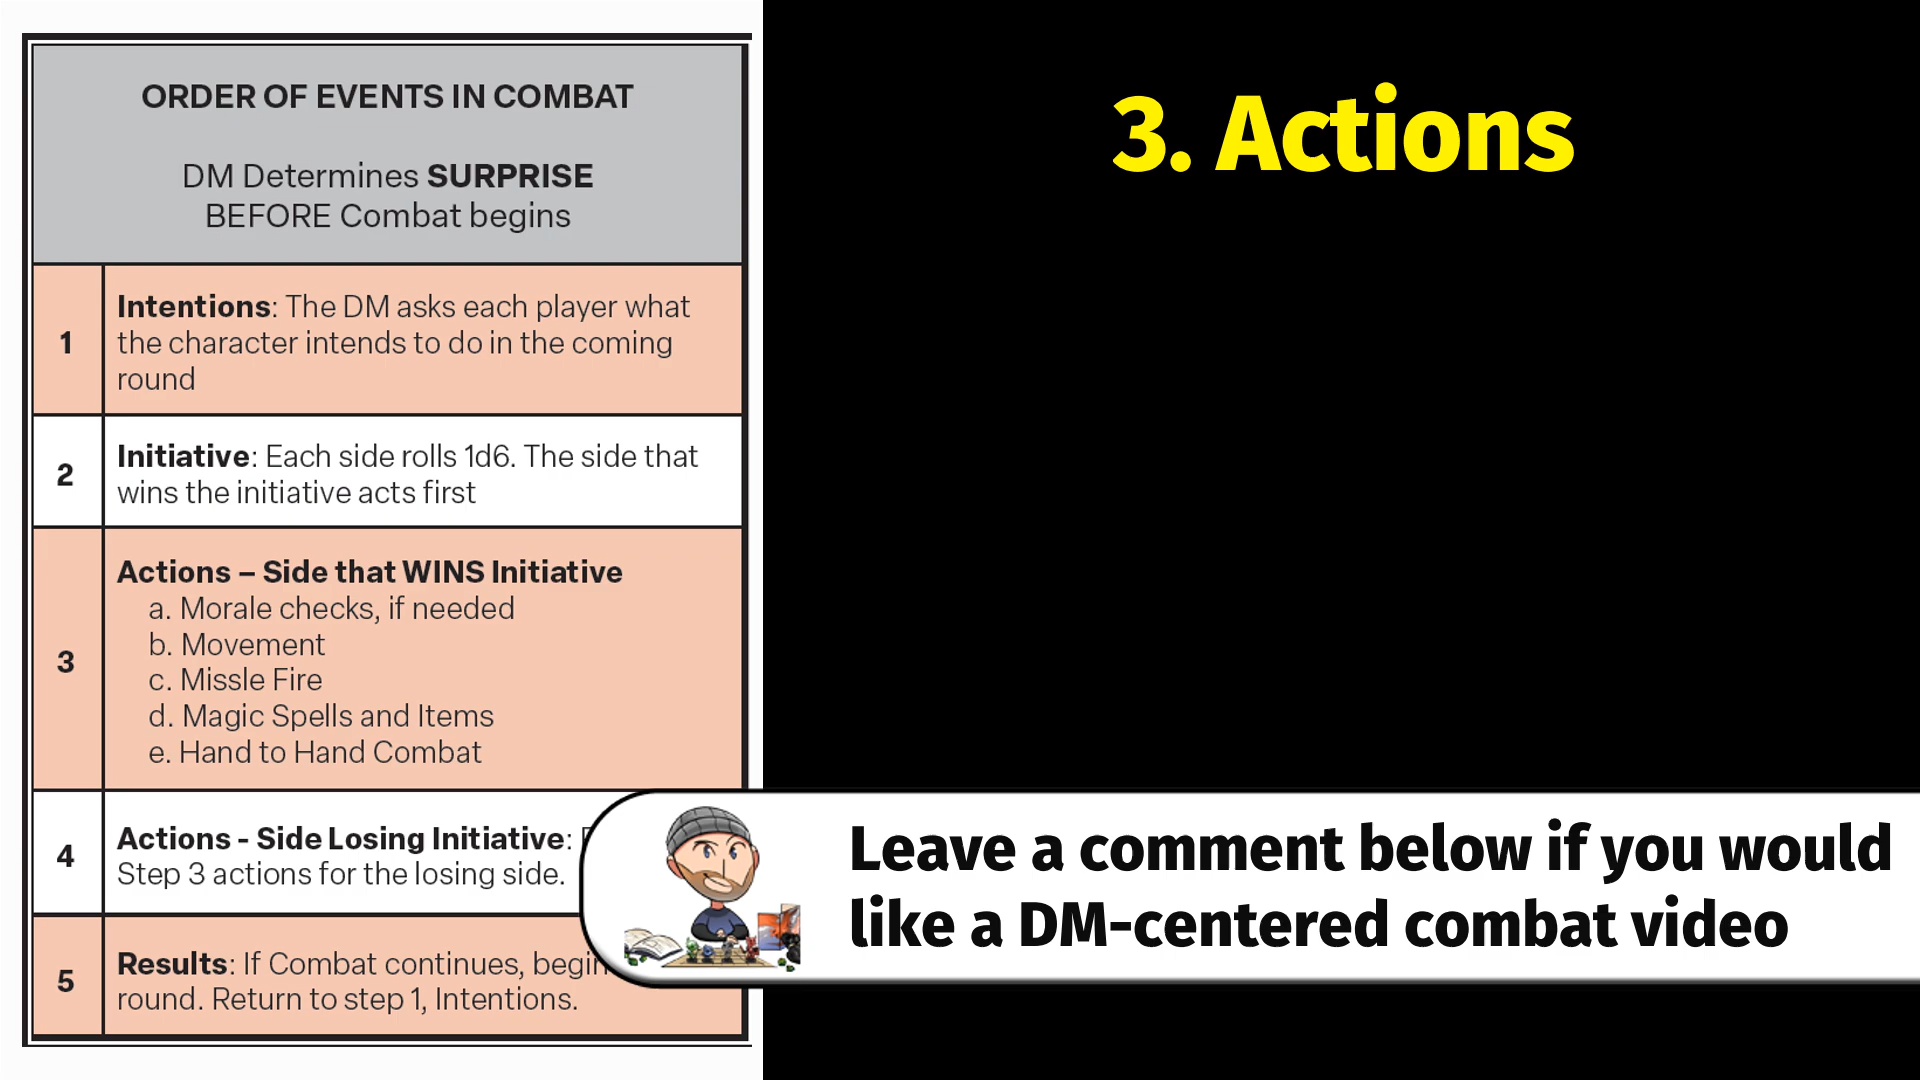 ORDER OF EVENTS IN COMBAT
DM Determines SURPRISE
BEFORE Combat begins
1
Intentions: The DM asks each player what
the character intends to do in the coming
round
2
Initiative: Each side rolls 1d6. The side that
wins the initiative acts first
3
Actions – Side that WINS Initiative
a. Morale checks, if needed
b. Movement
c. Missle Fire
d. Magic Spells and Items
e. Hand to Hand Combat
4
Actions - Side Losing Initiative:
Step 3 actions for the losing side.
5
Results: If Combat continues, begin
round. Return to step 1, Intentions.
3. Actions
Leave a comment below if you would
like a DM-centered combat video